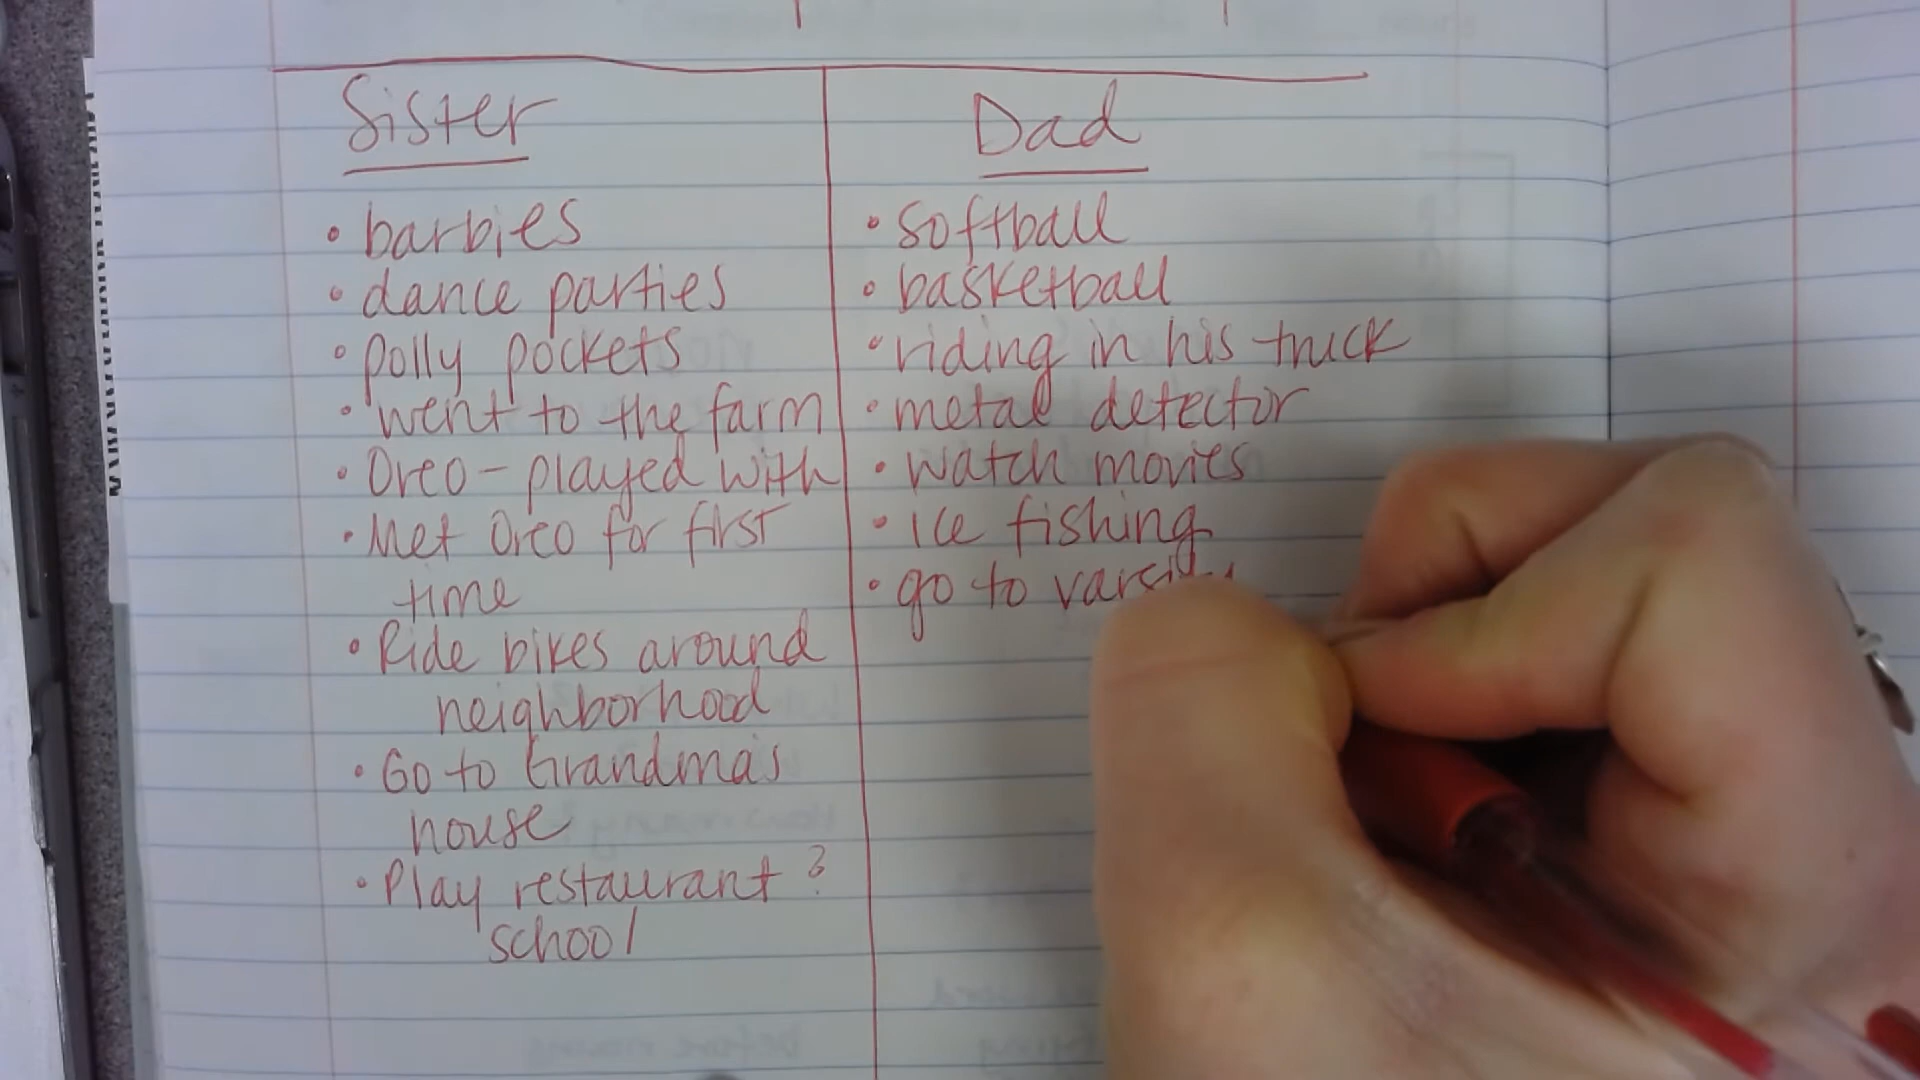 Sister
• barbies
• dance parties
• polly pockets
• went to the farm
• Oreo - played with
• Met Oreo for first
time
• Ride bikes around
neighborhood
• Go to Grandma's
house
• Play restaurant &
school
Dad
• softball
• basketball
• riding in his truck
• metal detector
• watch movies
• ice fishing
• go to